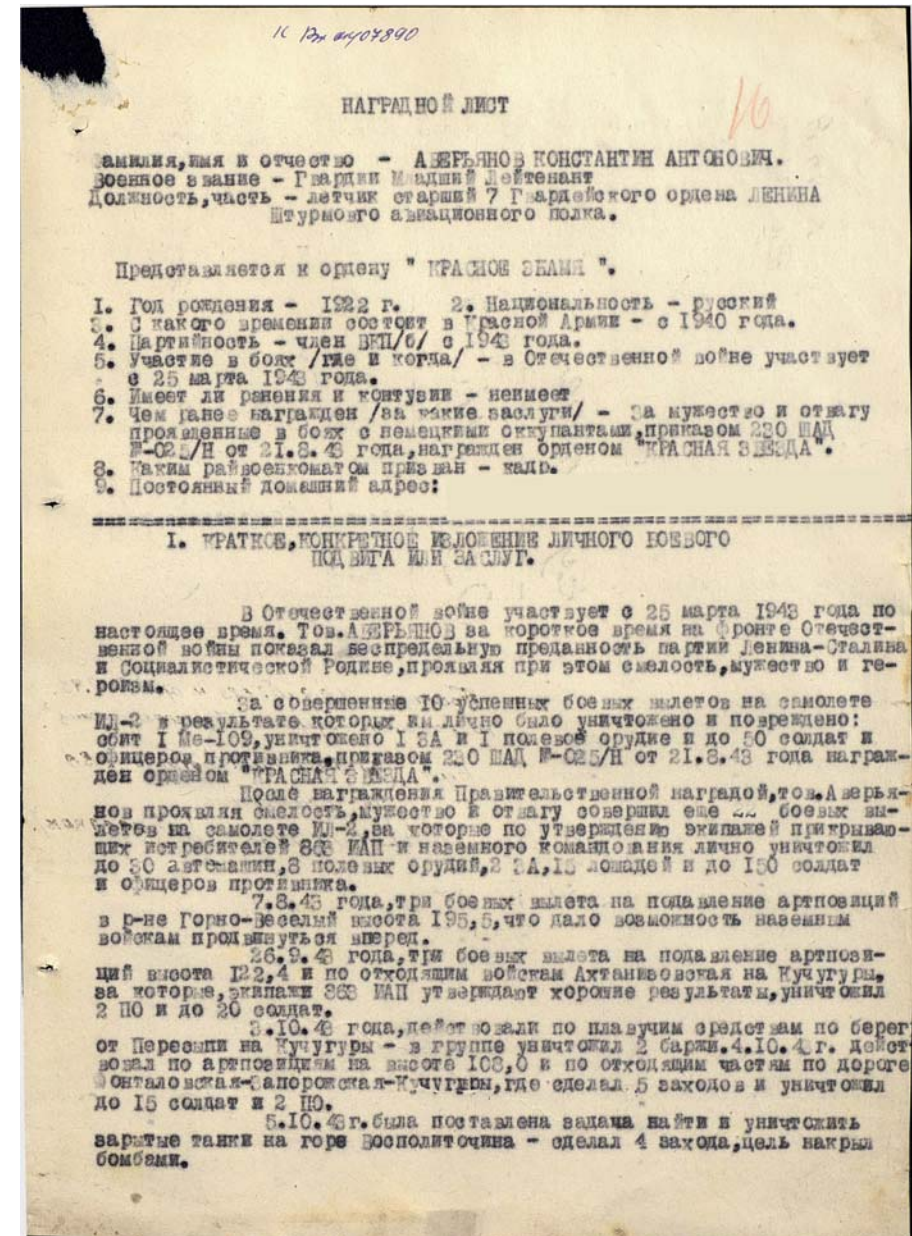 НАГРАДНОЙ ЛИСТ
16
амилия,имя и отчество - АВЕРЬЯНОВ КОНСТАНТИН АНТОНОВИЧ.
Военное звание - Гвардии Младший Лейтенант
Должность,часть - летчик старший 7 Гвардейского ордена ЛЕНИНА
Штурмовго авиационного полка.
Представляется к ордену " КРАСНОЕ ЗНАМЯ ".
I. Год рождения - 1922 г. 2. Национальность - русский
3. С какого времении состоит в Красной Армии - с 1940 года.
4. Партийность - член ВКП/б/ с 1943 года.
5. Участие в боях /где и когда/ - в Отечественной войне участвует
с 25 марта 1943 года.
6. Имеет ли ранения и контузии - неимеет
7. Чем ранее награжден /за какие заслуги/ - За мужество и отвагу
проявленные в боях с немецкими оккупантами,приказом 230 ШАД
№-025/Н от 21.8.43 года,награжден орденом "КРАСНАЯ ЗВЕЗДА".
8. Каким райвоенкоматом призван - кадр.
9. Постоянный домашний адрес:
I. КРАТКОЕ,КОНКРЕТНОЕ ИЗЛОЖЕНИЕ ЛИЧНОГО БОЕВОГО
ПОДВИГА ИЛИ ЗАСЛУГ.
В Отечественной войне участвует с 25 марта 1943 года по
настоящее время. Тов.АВЕРЬЯНОВ за короткое время на фронте Отечест-
венной войны показал беспредельную преданность партии Ленина-Сталина
и Социалистической Родине,проявляя при этом смелость,мужество и ге-
роизм.
За совершенные 10 успешных боевых вылетов на самолете
ИЛ-2 в результате которых им лично было уничтожено и повреждено:
сбит I Ме-109,уничтожено I ЗА и I полевое орудие и до 50 солдат и
офицеров противника,приказом 230 ШАД №-025/Н от 21.8.43 года награж-
ден орденом "КРАСНАЯ ЗВЕЗДА".
После награждения Правительственной наградой,тов.Аверья-
нов проявляя смелость,мужество и отвагу совершил еще 22 боевых вы-
летов на самолете ИЛ-2,за которые по утверждению экипажей прикрываю-
щих истребителей 863 ИАП и наземного командования лично уничтожил
до 30 автомашин,8 полевых орудий,2 ЗА,15 лошадей и до 150 солдат
и офицеров противника.
7.8.43 года,три боевых вылета на подавление артпозиций
в р-не Горно-Веселый высота 195,5,что дало возможность наземным
войскам продвинуться вперед.
26.9.43 года,три боевых вылета на подавление артпози-
ций высота 122,4 и по отходящим войскам Ахтанизовская на Кучугуры,
за которые,экипажи 863 ИАП утверждают хорошие результаты,уничтожил
2 ПО и до 20 солдат.
3.10.43 года,действовали по плавучим средствам по берег
от Пересыпи на Кучугуры - в группе уничтожил 2 баржи.4.10.4 г. дейст
вовал по артпозициям на высоте 108,0 и по отходящим частям по дороге
Фонталовская-Запорожская-Кучугуры,где сделал 5 заходов и уничтожил
до 15 солдат и 2 ПО.
5.10.43г.была поставлена задача найти и уничтожить
зарытые танки на горе Восполиточина - сделал 4 захода,цель накрыл
бомбами.